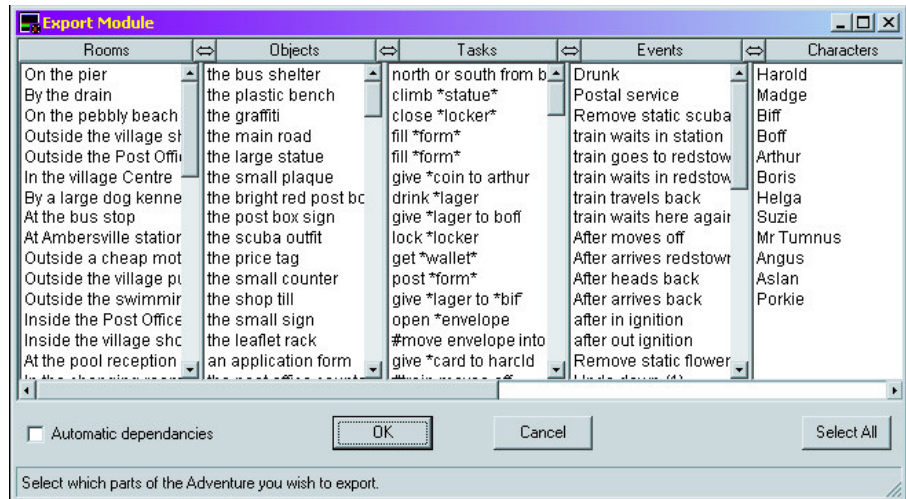 Export Module
Rooms
Objects
Tasks
Events
Characters
On the pier
By the drain
On the pebbly beach
Outside the village sh
Outside the Post Offi
In the village Centre
By a large dog kenne
At the bus stop
At Ambersville station
Outside a cheap mot
Outside the village pu
Outside the swimmin
Inside the Post Office
Inside the village sho
At the pool reception
the bus shelter
the plastic bench
the graffiti
the main road
the large statue
the small plaque
the bright red post bo
the post box sign
the scuba outfit
the price tag
the small counter
the shop till
the small sign
the leaflet rack
an application form
north or south from b
climb *statue*
close *locker*
fill *form*
fill *form*
give *coin to arthur
drink *lager
give *lager to boff
lock *locker
get *wallet*
post *form*
give *lager to *bif
open *envelope
#move envelope into
give *card to harold
#train moves off
Drunk
Postal service
Remove static scuba
train waits in station
train goes to redstow
train waits in redstow
train travels back
train waits here again
After moves off
After arrives redstown
After heads back
After arrives back
after in ignition
after out ignition
Remove static flower
Harold
Madge
Biff
Boff
Arthur
Boris
Helga
Suzie
Mr Tumnus
Angus
Aslan
Porkie
Automatic dependancies
OK
Cancel
Select All
Select which parts of the Adventure you wish to export.